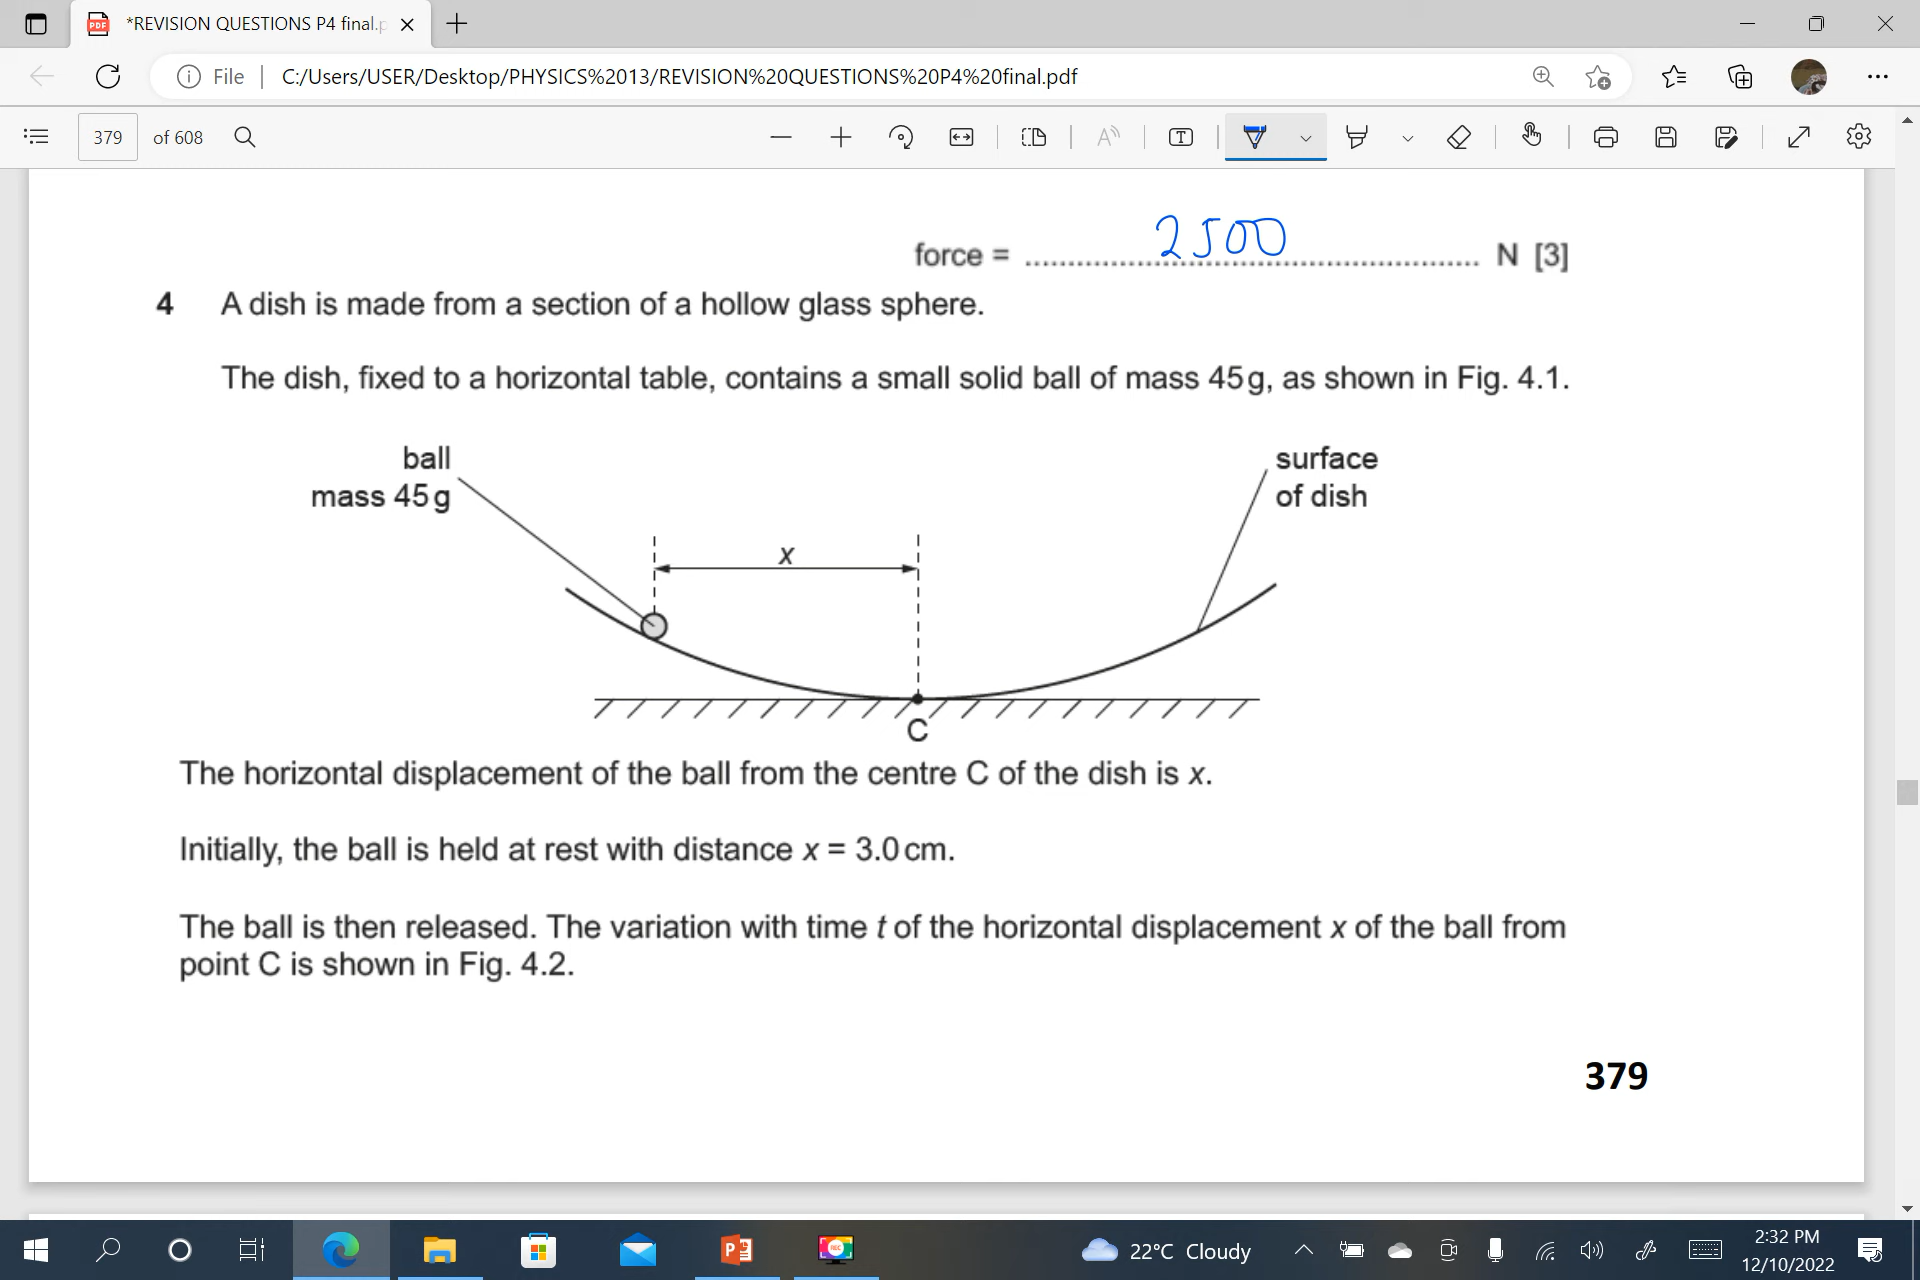 *REVISION QUESTIONS P4 final.p
File
C:/Users/USER/Desktop/PHYSICS%2013/REVISION%20QUESTIONS%20P4%20final.pdf
379 of 608
force = 2500 N [3]
4 A dish is made from a section of a hollow glass sphere.
The dish, fixed to a horizontal table, contains a small solid ball of mass 45 g, as shown in Fig. 4.1.
ball
mass 45 g
surface
of dish
x
C
The horizontal displacement of the ball from the centre C of the dish is x.
Initially, the ball is held at rest with distance x = 3.0 cm.
The ball is then released. The variation with time t of the horizontal displacement x of the ball from
point C is shown in Fig. 4.2.
379
22°C Cloudy
2:32 PM
12/10/2022